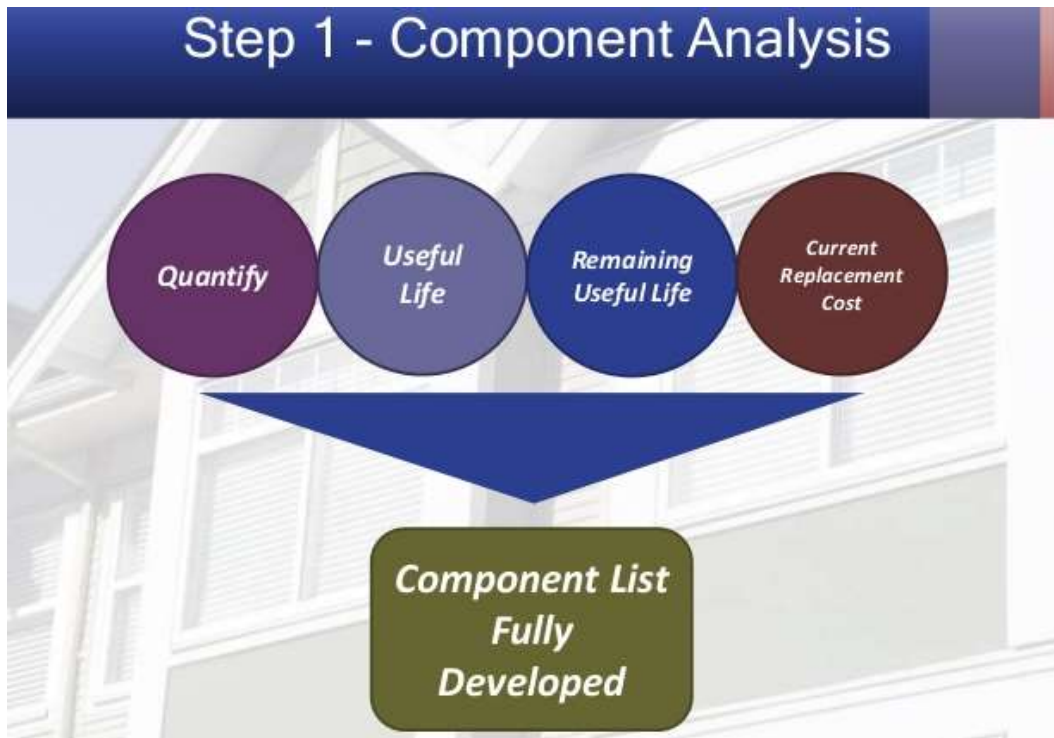 Step 1 - Component Analysis
Quantify
Useful
Life
Remaining
Useful Life
Current
Replacement
Cost
Component List
Fully
Developed